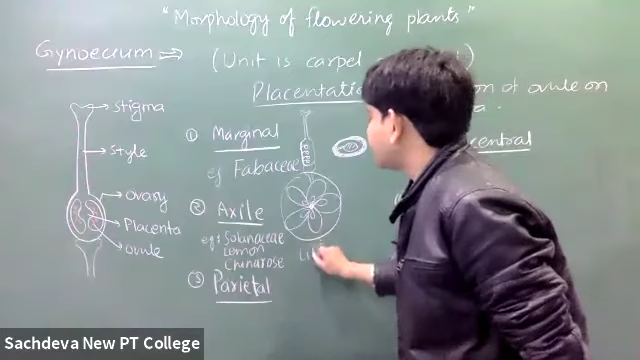 "Morphology of flowering plants"
Gynoecium ⇒
(Unit is carpel
Placentatio
of ovule on
① Marginal
eg Fabaceae
② Axile
eg: Solanaceae
Lemon
Chinarose
③ Parietal
central
Stigma
Style
Ovary
Placenta
Ovule
Sachdeva New PT College